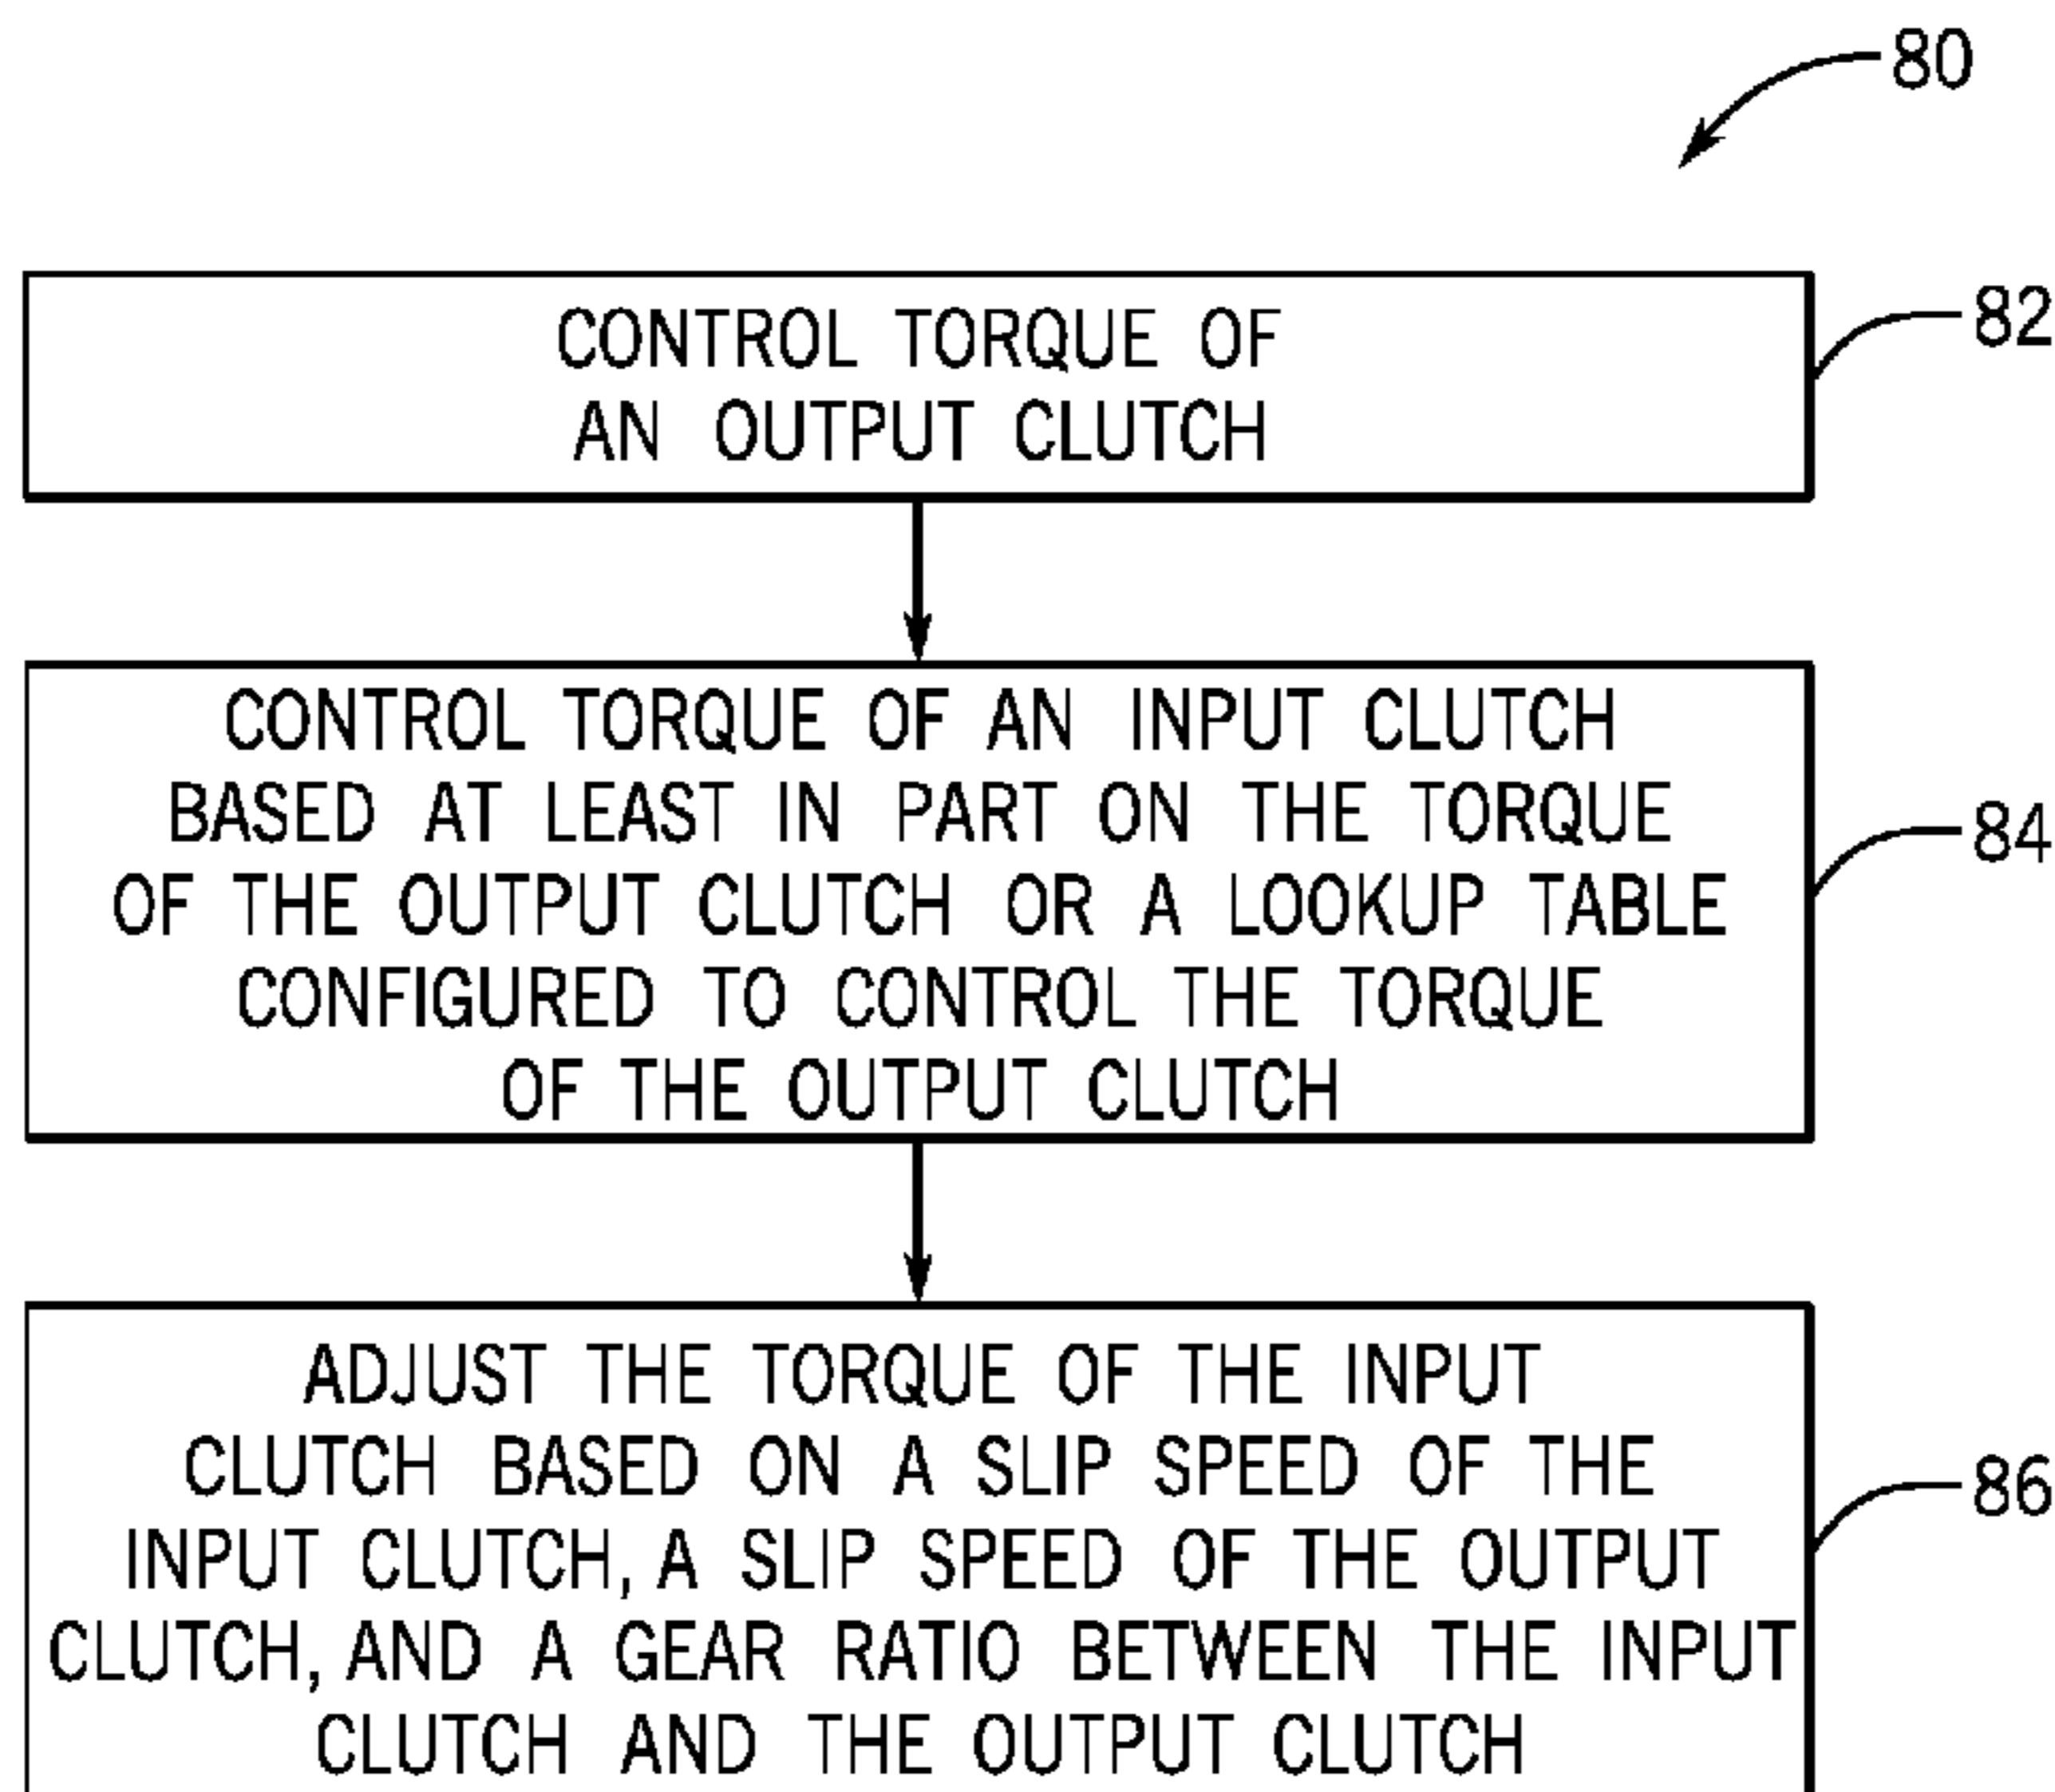 80
CONTROL TORQUE OF
AN OUTPUT CLUTCH
82
CONTROL TORQUE OF AN INPUT CLUTCH
BASED AT LEAST IN PART ON THE TORQUE
OF THE OUTPUT CLUTCH OR A LOOKUP TABLE
CONFIGURED TO CONTROL THE TORQUE
OF THE OUTPUT CLUTCH
84
ADJUST THE TORQUE OF THE INPUT
CLUTCH BASED ON A SLIP SPEED OF THE
INPUT CLUTCH, A SLIP SPEED OF THE OUTPUT
CLUTCH, AND A GEAR RATIO BETWEEN THE INPUT
CLUTCH AND THE OUTPUT CLUTCH
86